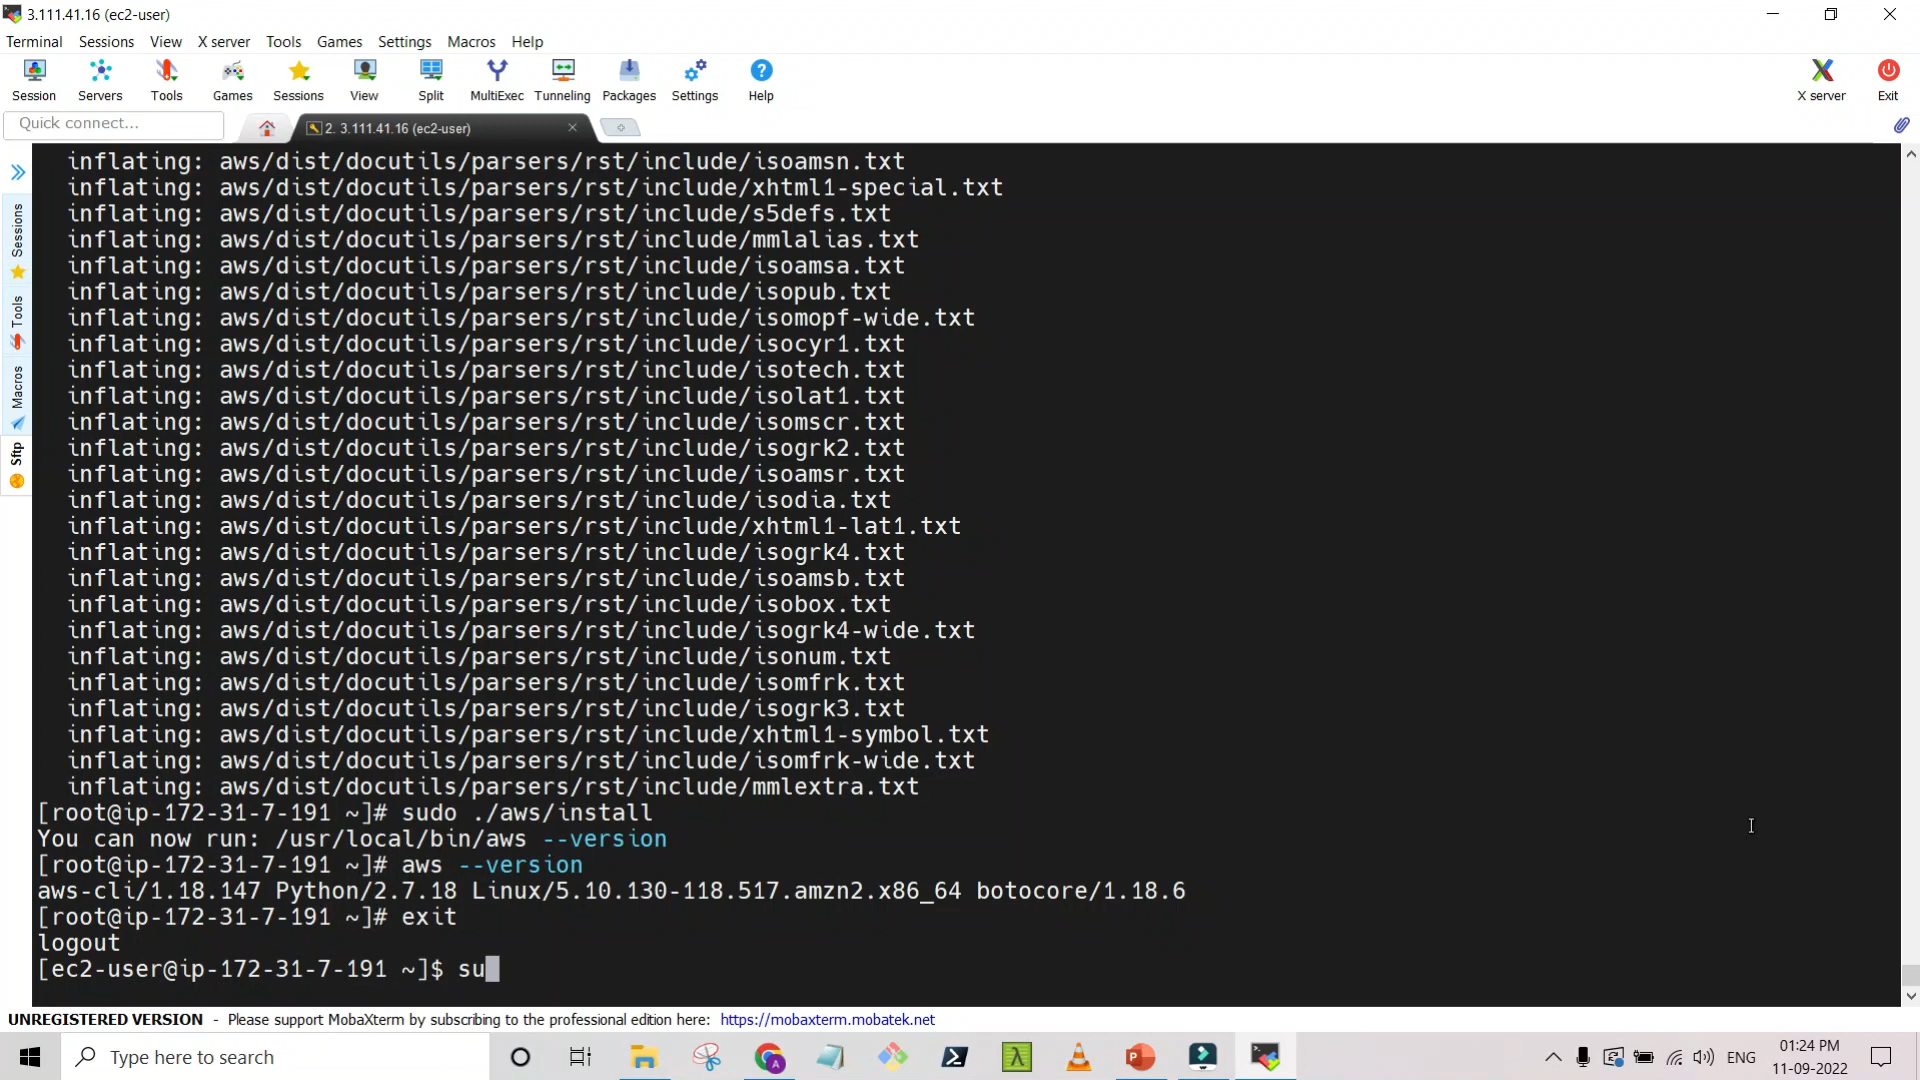 3.111.41.16 (ec2-user)
Terminal Sessions View X server Tools Games Settings Macros Help
Session Servers Tools Games Sessions View Split MultiExec Tunneling Packages Settings Help X server Exit
Quick connect...
2. 3.111.41.16 (ec2-user)
Sessions
Tools
Macros
Sftp
inflating: aws/dist/docutils/parsers/rst/include/isoamsn.txt
inflating: aws/dist/docutils/parsers/rst/include/xhtml1-special.txt
inflating: aws/dist/docutils/parsers/rst/include/s5defs.txt
inflating: aws/dist/docutils/parsers/rst/include/mmlalias.txt
inflating: aws/dist/docutils/parsers/rst/include/isoamsa.txt
inflating: aws/dist/docutils/parsers/rst/include/isopub.txt
inflating: aws/dist/docutils/parsers/rst/include/isomopf-wide.txt
inflating: aws/dist/docutils/parsers/rst/include/isocyr1.txt
inflating: aws/dist/docutils/parsers/rst/include/isotech.txt
inflating: aws/dist/docutils/parsers/rst/include/isolat1.txt
inflating: aws/dist/docutils/parsers/rst/include/isomscr.txt
inflating: aws/dist/docutils/parsers/rst/include/isogrk2.txt
inflating: aws/dist/docutils/parsers/rst/include/isoamsr.txt
inflating: aws/dist/docutils/parsers/rst/include/isodia.txt
inflating: aws/dist/docutils/parsers/rst/include/xhtml1-lat1.txt
inflating: aws/dist/docutils/parsers/rst/include/isogrk4.txt
inflating: aws/dist/docutils/parsers/rst/include/isoamsb.txt
inflating: aws/dist/docutils/parsers/rst/include/isobox.txt
inflating: aws/dist/docutils/parsers/rst/include/isogrk4-wide.txt
inflating: aws/dist/docutils/parsers/rst/include/isonum.txt
inflating: aws/dist/docutils/parsers/rst/include/isomfrk.txt
inflating: aws/dist/docutils/parsers/rst/include/isogrk3.txt
inflating: aws/dist/docutils/parsers/rst/include/xhtml1-symbol.txt
inflating: aws/dist/docutils/parsers/rst/include/isomfrk-wide.txt
inflating: aws/dist/docutils/parsers/rst/include/mmlextra.txt
[root@ip-172-31-7-191 ~]# sudo ./aws/install
You can now run: /usr/local/bin/aws --version
[root@ip-172-31-7-191 ~]# aws --version
aws-cli/1.18.147 Python/2.7.18 Linux/5.10.130-118.517.amzn2.x86_64 botocore/1.18.6
[root@ip-172-31-7-191 ~]# exit
logout
[ec2-user@ip-172-31-7-191 ~]$ su
UNREGISTERED VERSION - Please support MobaXterm by subscribing to the professional edition here: https://mobaxterm.mobatek.net
Type here to search
ENG
01:24 PM
11-09-2022